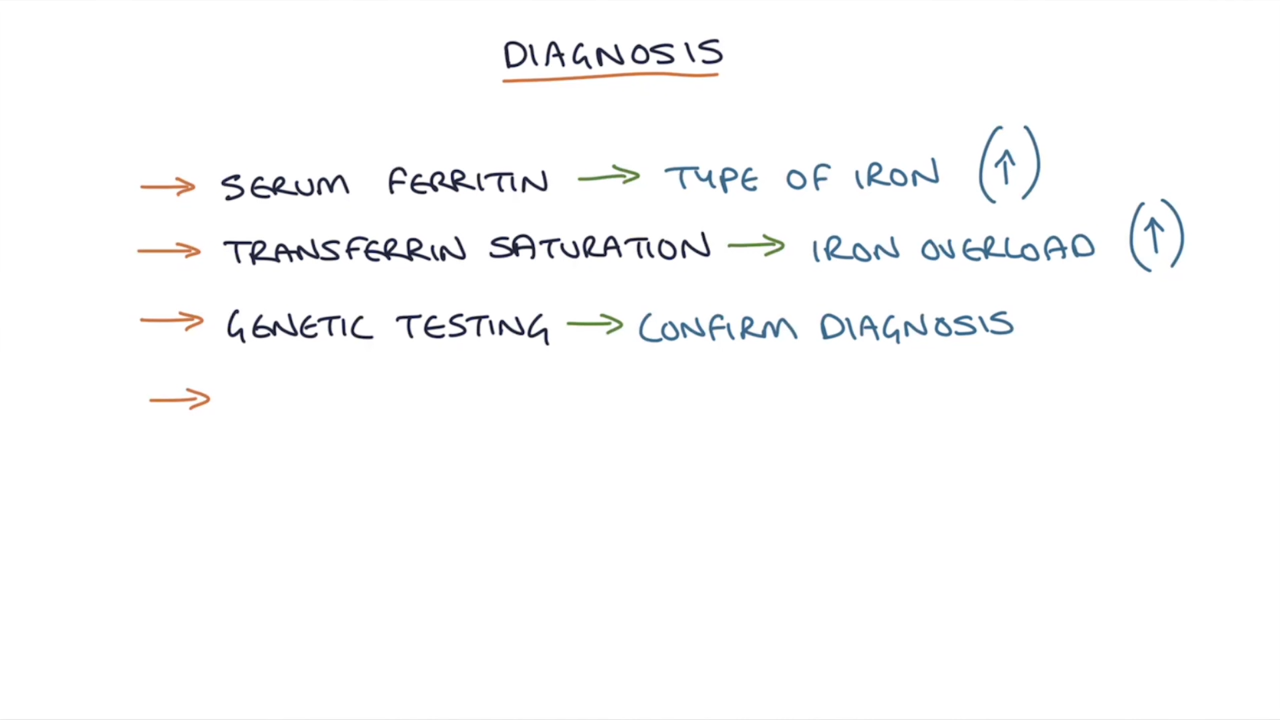 DIAGNOSIS
→ SERUM FERRITIN → TYPE OF IRON (↑)
→ TRANSFERRIN SATURATION → IRON OVERLOAD (↑)
→ GENETIC TESTING → CONFIRM DIAGNOSIS
→